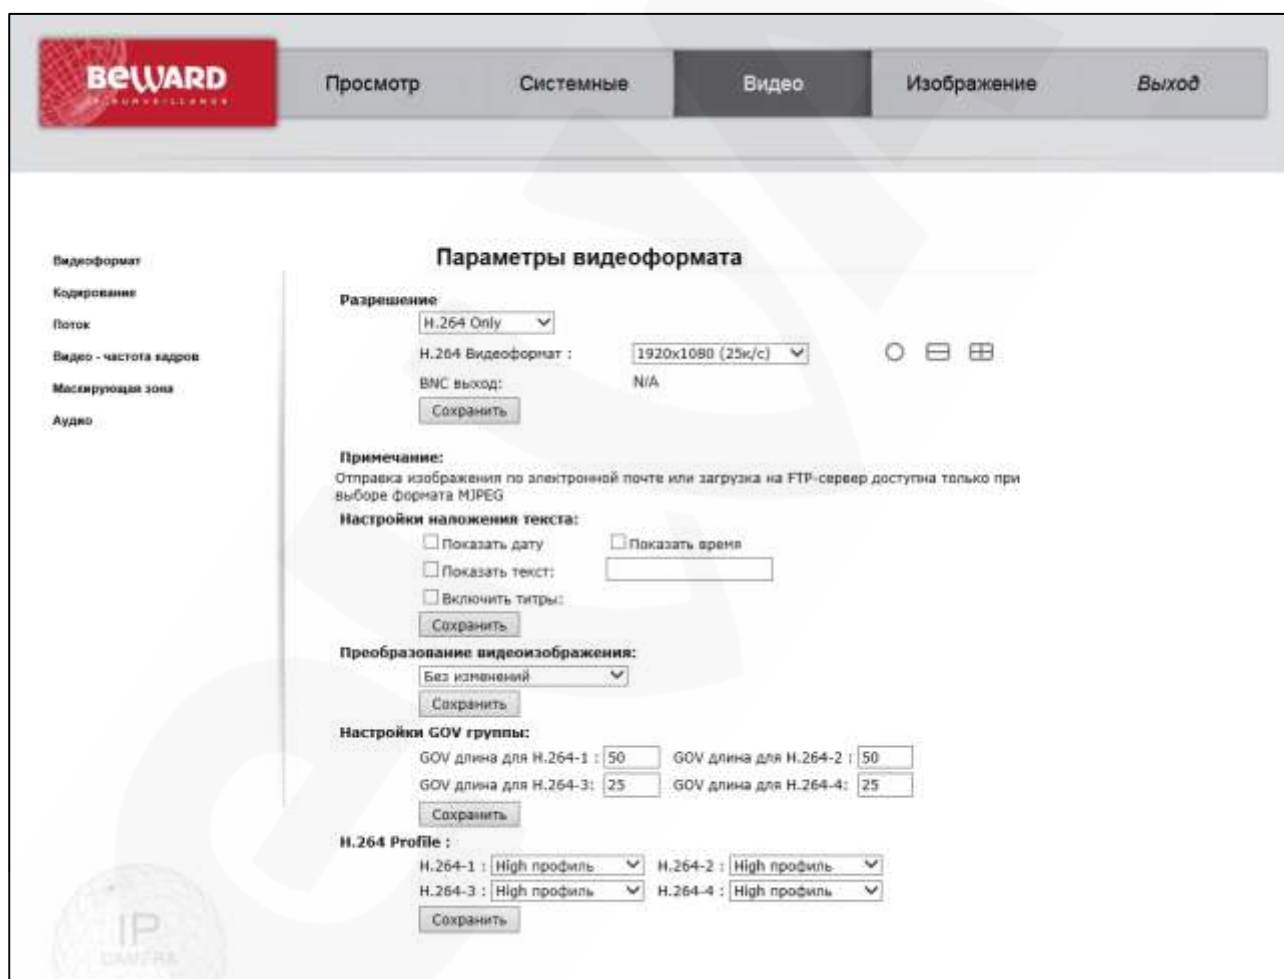 BEWARD
IP SURVEILLANCE
Просмотр Системные Видео Изображение Выход
Видеоформат
Кодирование
Поток
Видео - частота кадров
Маскирующая зона
Аудио
Параметры видеоформата
Разрешение
H.264 Only
H.264 Видеоформат : 1920x1080 (25к/с)
BNC выход: N/A
Сохранить
Примечание:
Отправка изображения по электронной почте или загрузка на FTP-сервер доступна только при
выборе формата MJPEG
Настройки наложения текста:
Показать дату Показать время
Показать текст:
Включить титры:
Сохранить
Преобразование видеоизображения:
Без изменений
Сохранить
Настройки GOV группы:
GOV длина для H.264-1 : 50 GOV длина для H.264-2 : 50
GOV длина для H.264-3: 25 GOV длина для H.264-4: 25
Сохранить
H.264 Profile :
H.264-1 : High профиль H.264-2 : High профиль
H.264-3 : High профиль H.264-4 : High профиль
Сохранить
IP
CAMERA